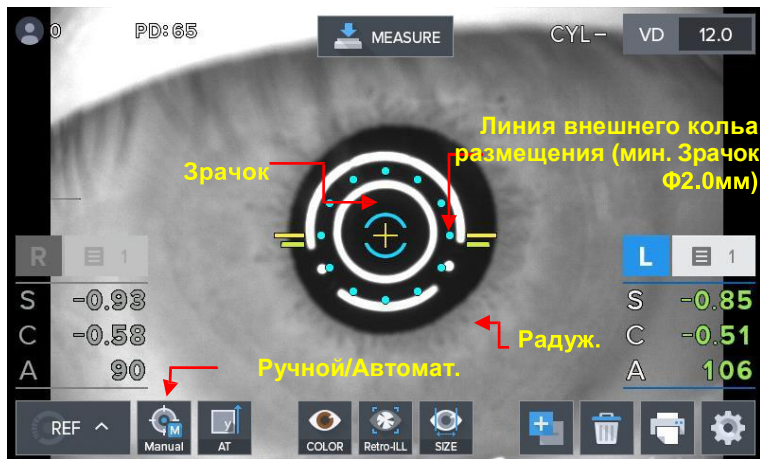 0
PD: 65
MEASURE
CYL-
VD 12.0
Линия внешнего кольа
размещения (мин. Зрачок
Ф2.0мм)
Зрачок
R 1
L 1
S -0.93
C -0.58
A 90
S -0.85
C -0.51
A 106
Радуж.
Ручной/Автомат.
REF
M
Manual
y
AT
COLOR
Retro-ILL
SIZE